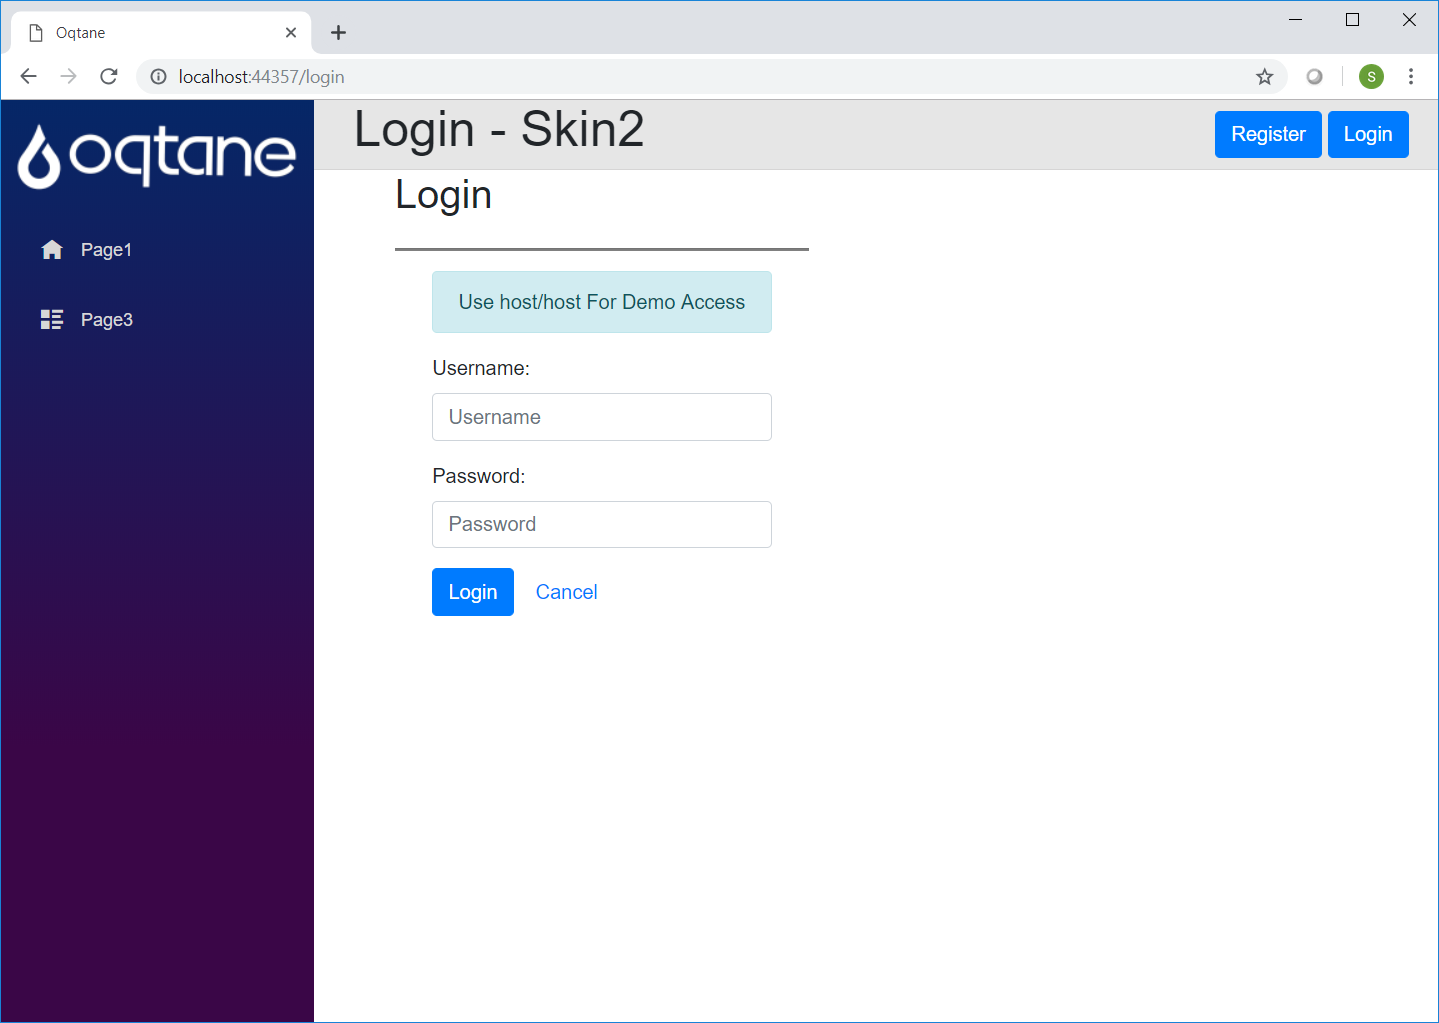 Oqtane
localhost:44357/login
S
oqtane
Page1
Page3
Login - Skin2
Register
Login
Login
Use host/host For Demo Access
Username:
Username
Password:
Password
Login
Cancel